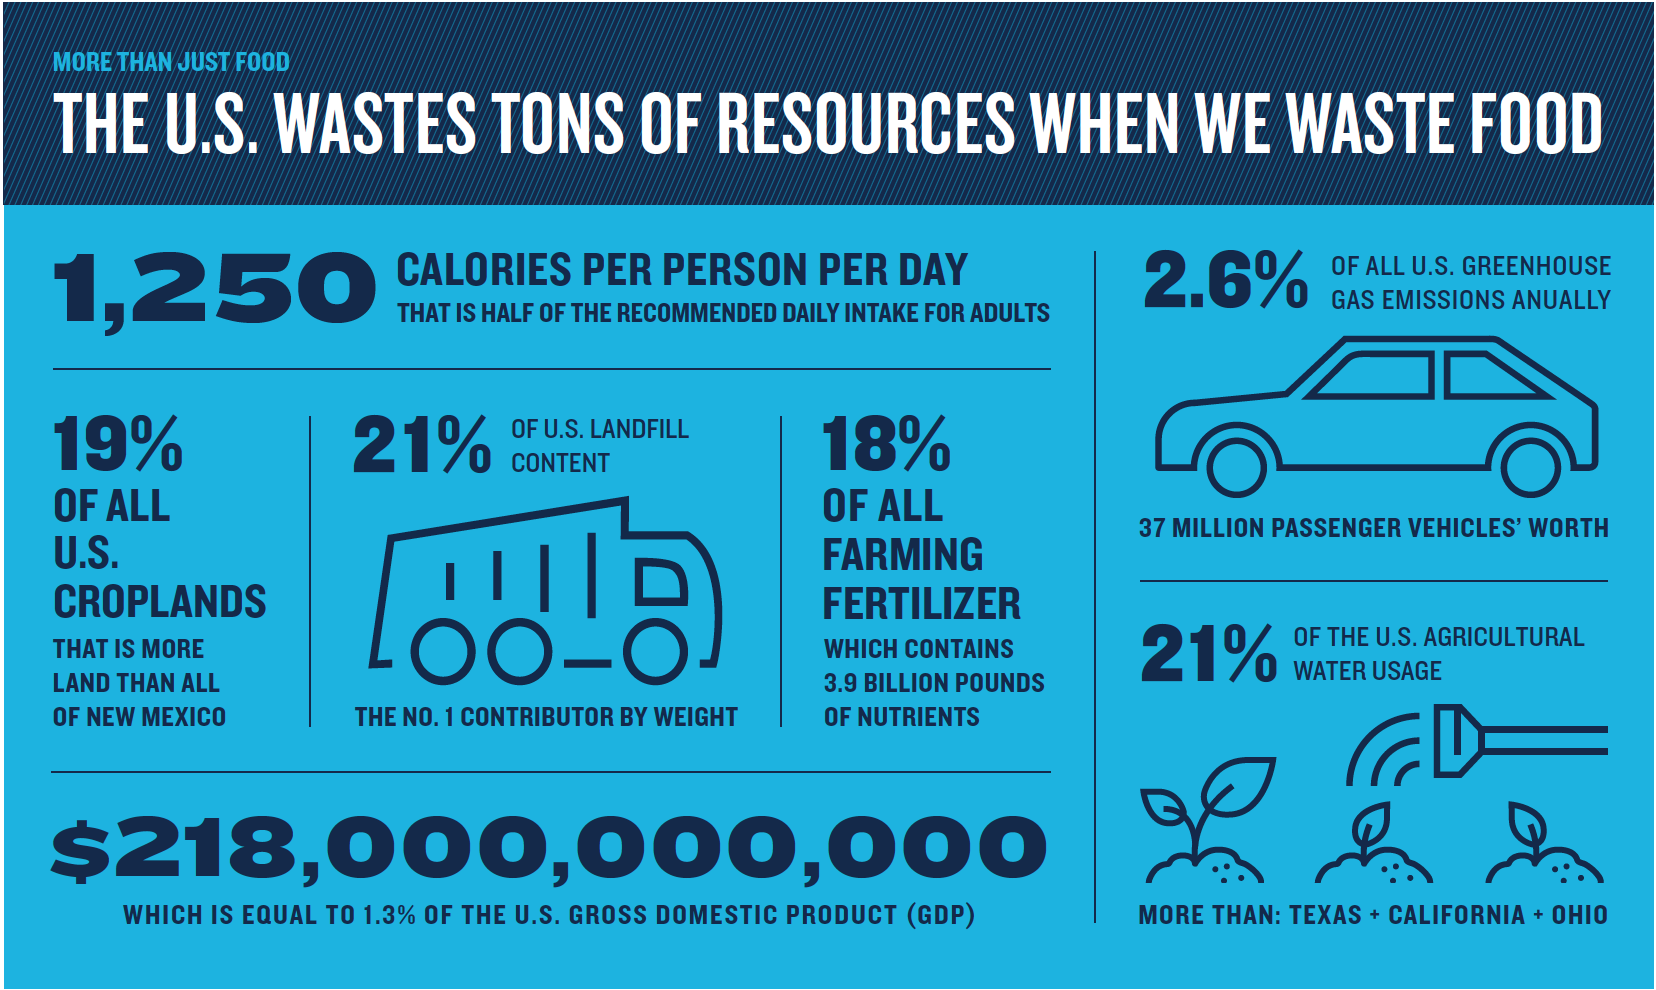 MORE THAN JUST FOOD
THE U.S. WASTES TONS OF RESOURCES WHEN WE WASTE FOOD
1,250
CALORIES PER PERSON PER DAY
THAT IS HALF OF THE RECOMMENDED DAILY INTAKE FOR ADULTS
19%
OF ALL
U.S.
CROPLANDS
THAT IS MORE
LAND THAN ALL
OF NEW MEXICO
21%
OF U.S. LANDFILL
CONTENT
THE NO. 1 CONTRIBUTOR BY WEIGHT
18%
OF ALL
FARMING
FERTILIZER
WHICH CONTAINS
3.9 BILLION POUNDS
OF NUTRIENTS
$218,000,000,000
WHICH IS EQUAL TO 1.3% OF THE U.S. GROSS DOMESTIC PRODUCT (GDP)
2.6%
OF ALL U.S. GREENHOUSE
GAS EMISSIONS ANUALLY
37 MILLION PASSENGER VEHICLES’ WORTH
21%
OF THE U.S. AGRICULTURAL
WATER USAGE
MORE THAN: TEXAS + CALIFORNIA + OHIO